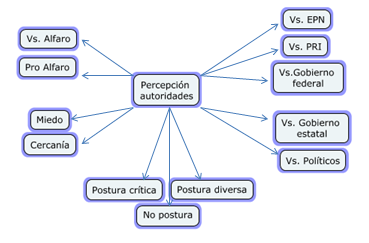 Vs. EPN
Vs. Alfaro
Vs. PRI
Pro Alfaro
Vs.Gobierno
federal
Percepción
autoridades
Miedo
Vs. Gobierno
estatal
Cercanía
Vs. Políticos
Postura crítica
Postura diversa
No postura